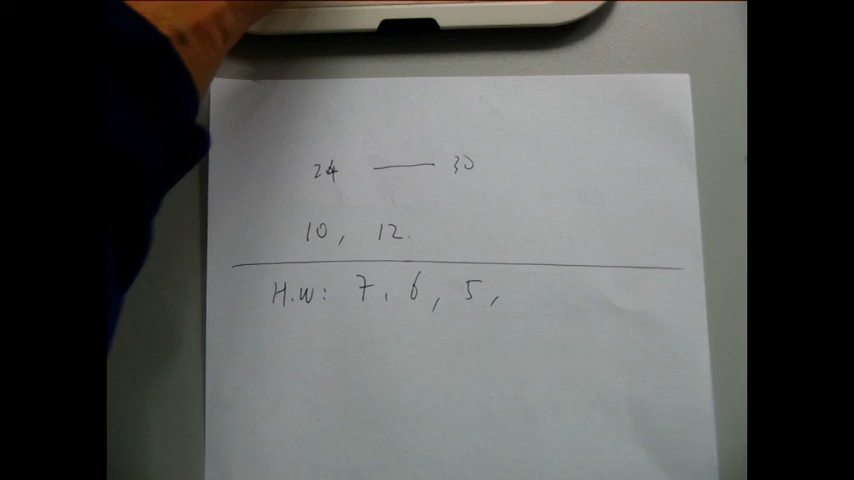 24 — 30
10, 12.
H.W: 7, 6, 5,